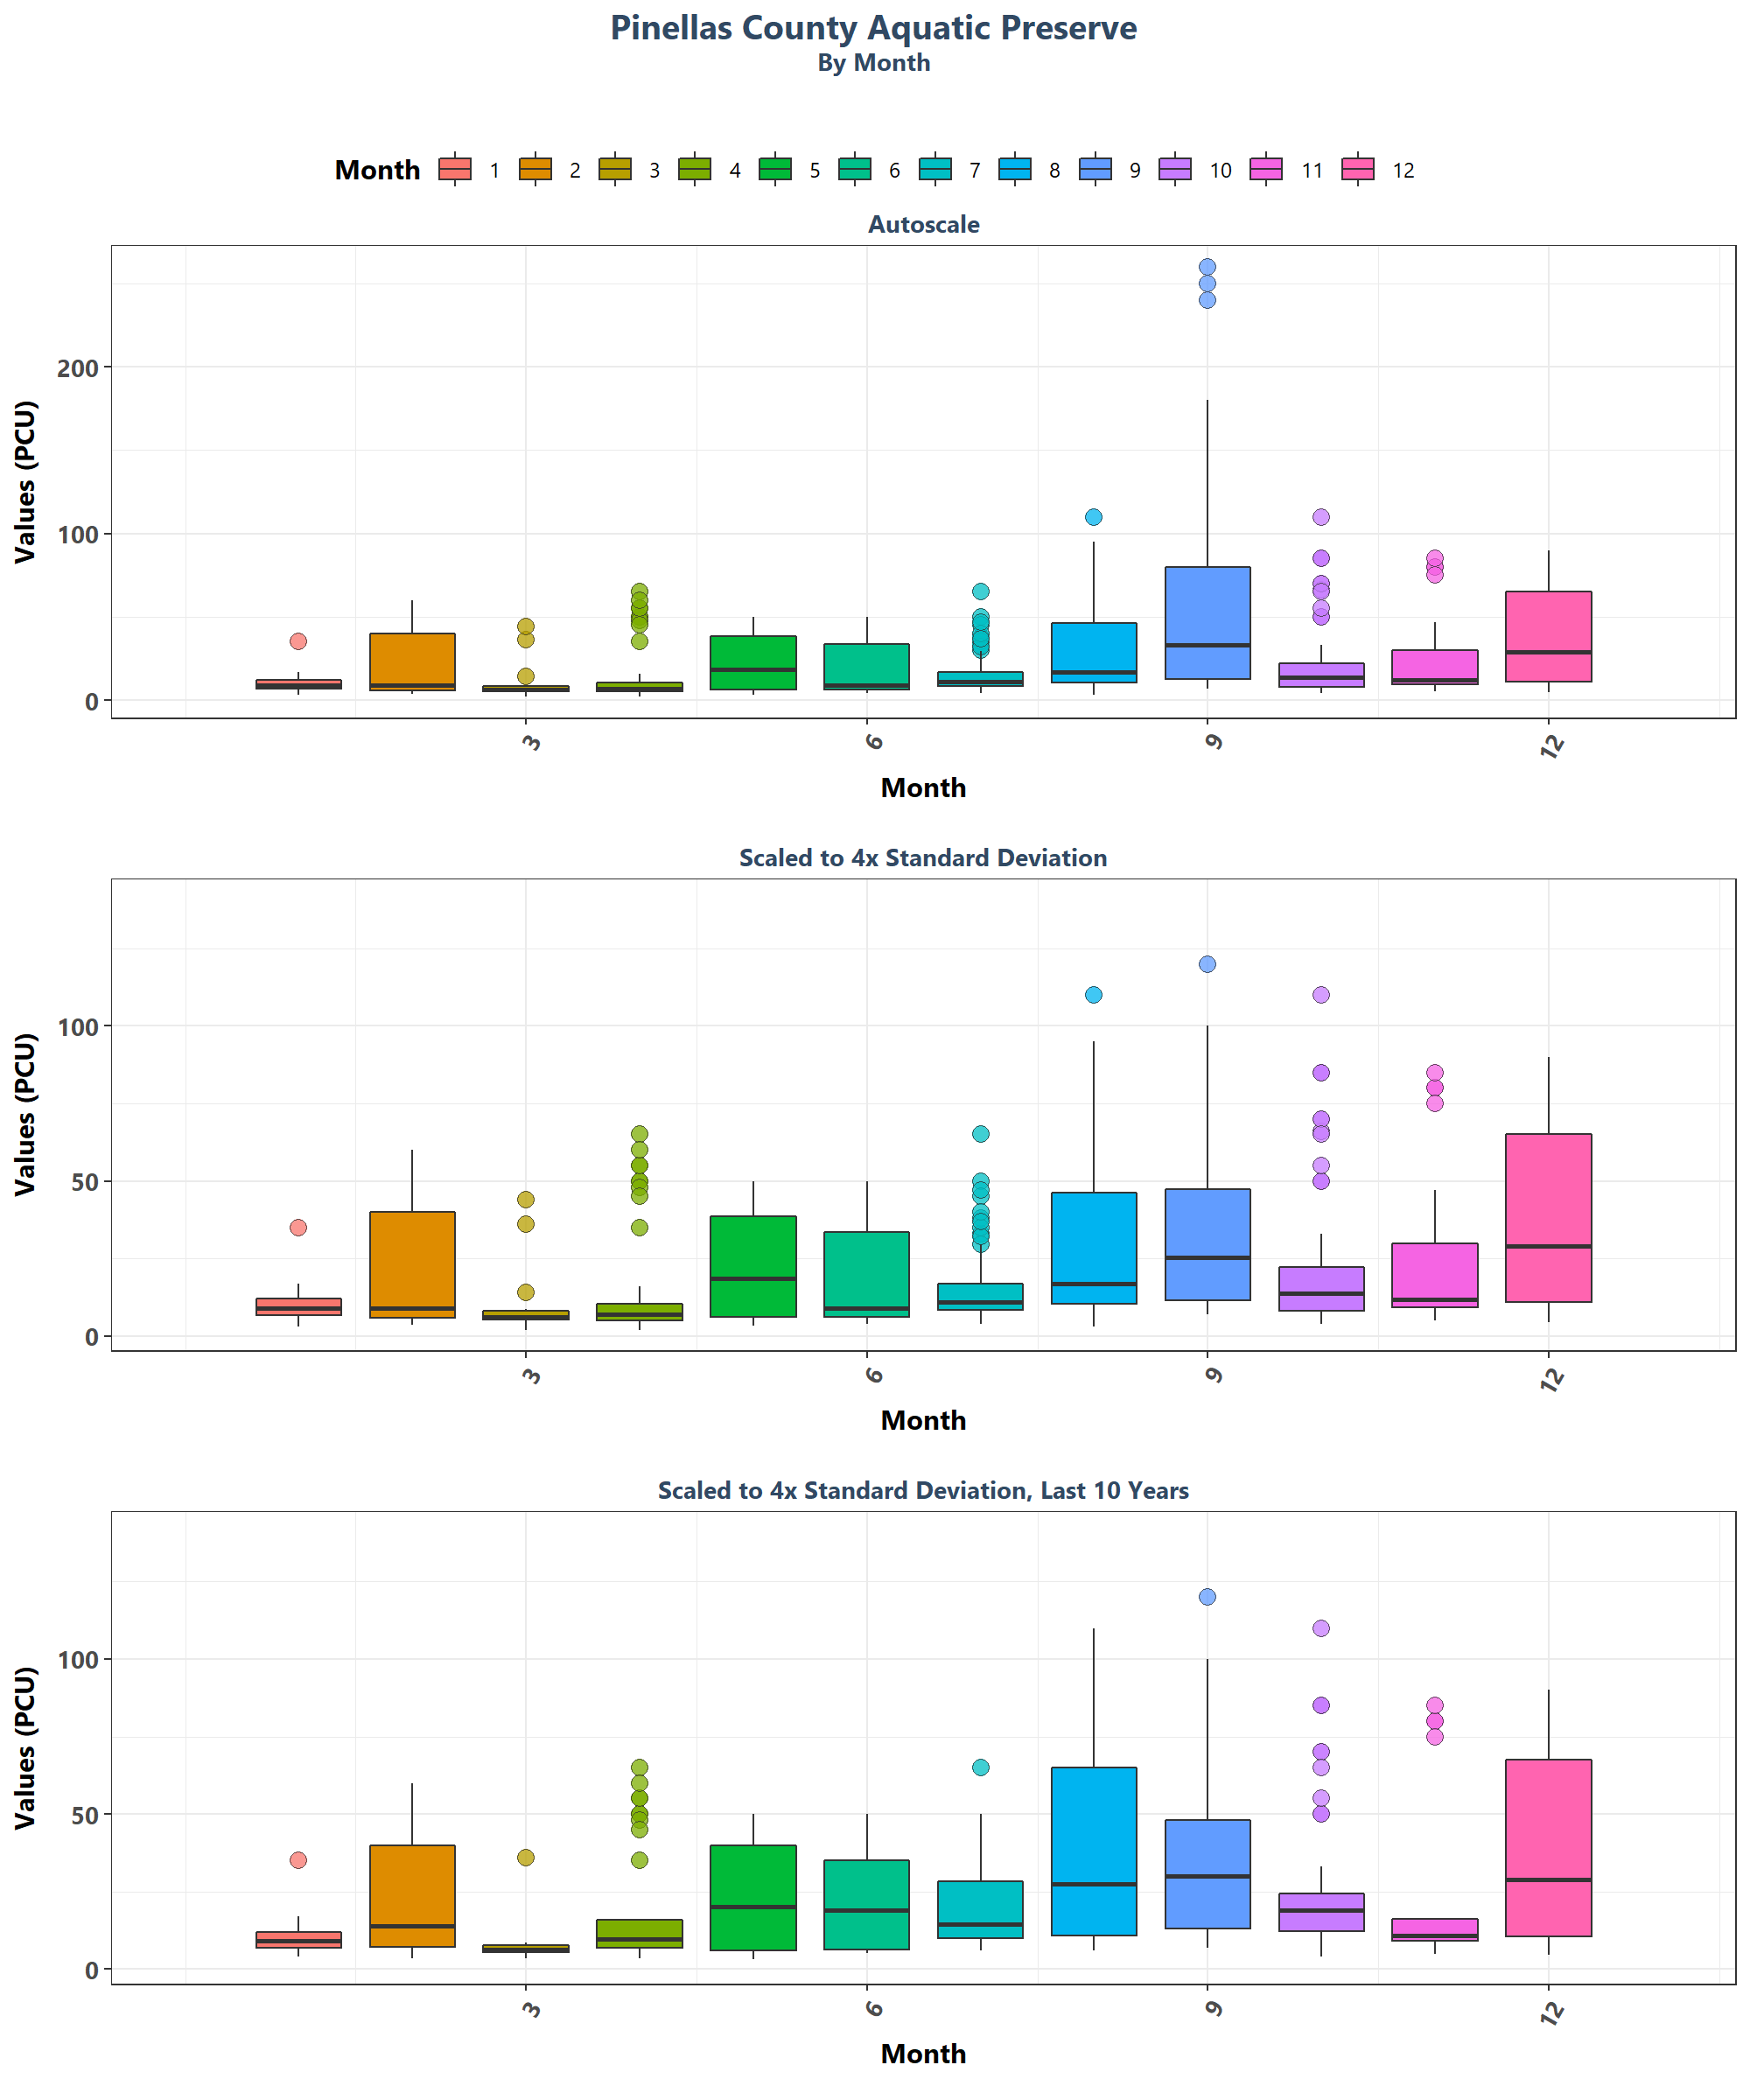 Pinellas County Aquatic Preserve
By Month
Month 1 2 3 4 5 6 7 8 9 10 11 12
Autoscale
Values (PCU)
200
100
0
3 6 9 12
Month
Scaled to 4x Standard Deviation
Values (PCU)
100
50
0
3 6 9 12
Month
Scaled to 4x Standard Deviation, Last 10 Years
Values (PCU)
100
50
0
3 6 9 12
Month